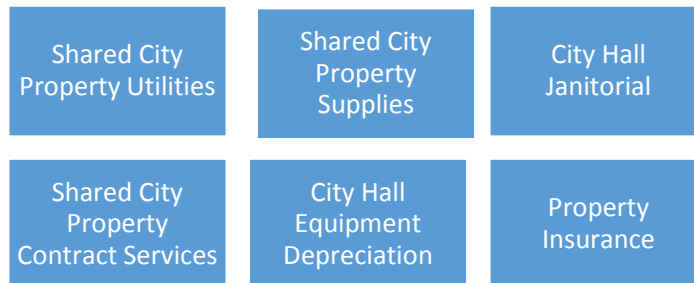 Shared City
Property Utilities
Shared City
Property
Supplies
City Hall
Janitorial
Shared City
Property
Contract Services
City Hall
Equipment
Depreciation
Property
Insurance